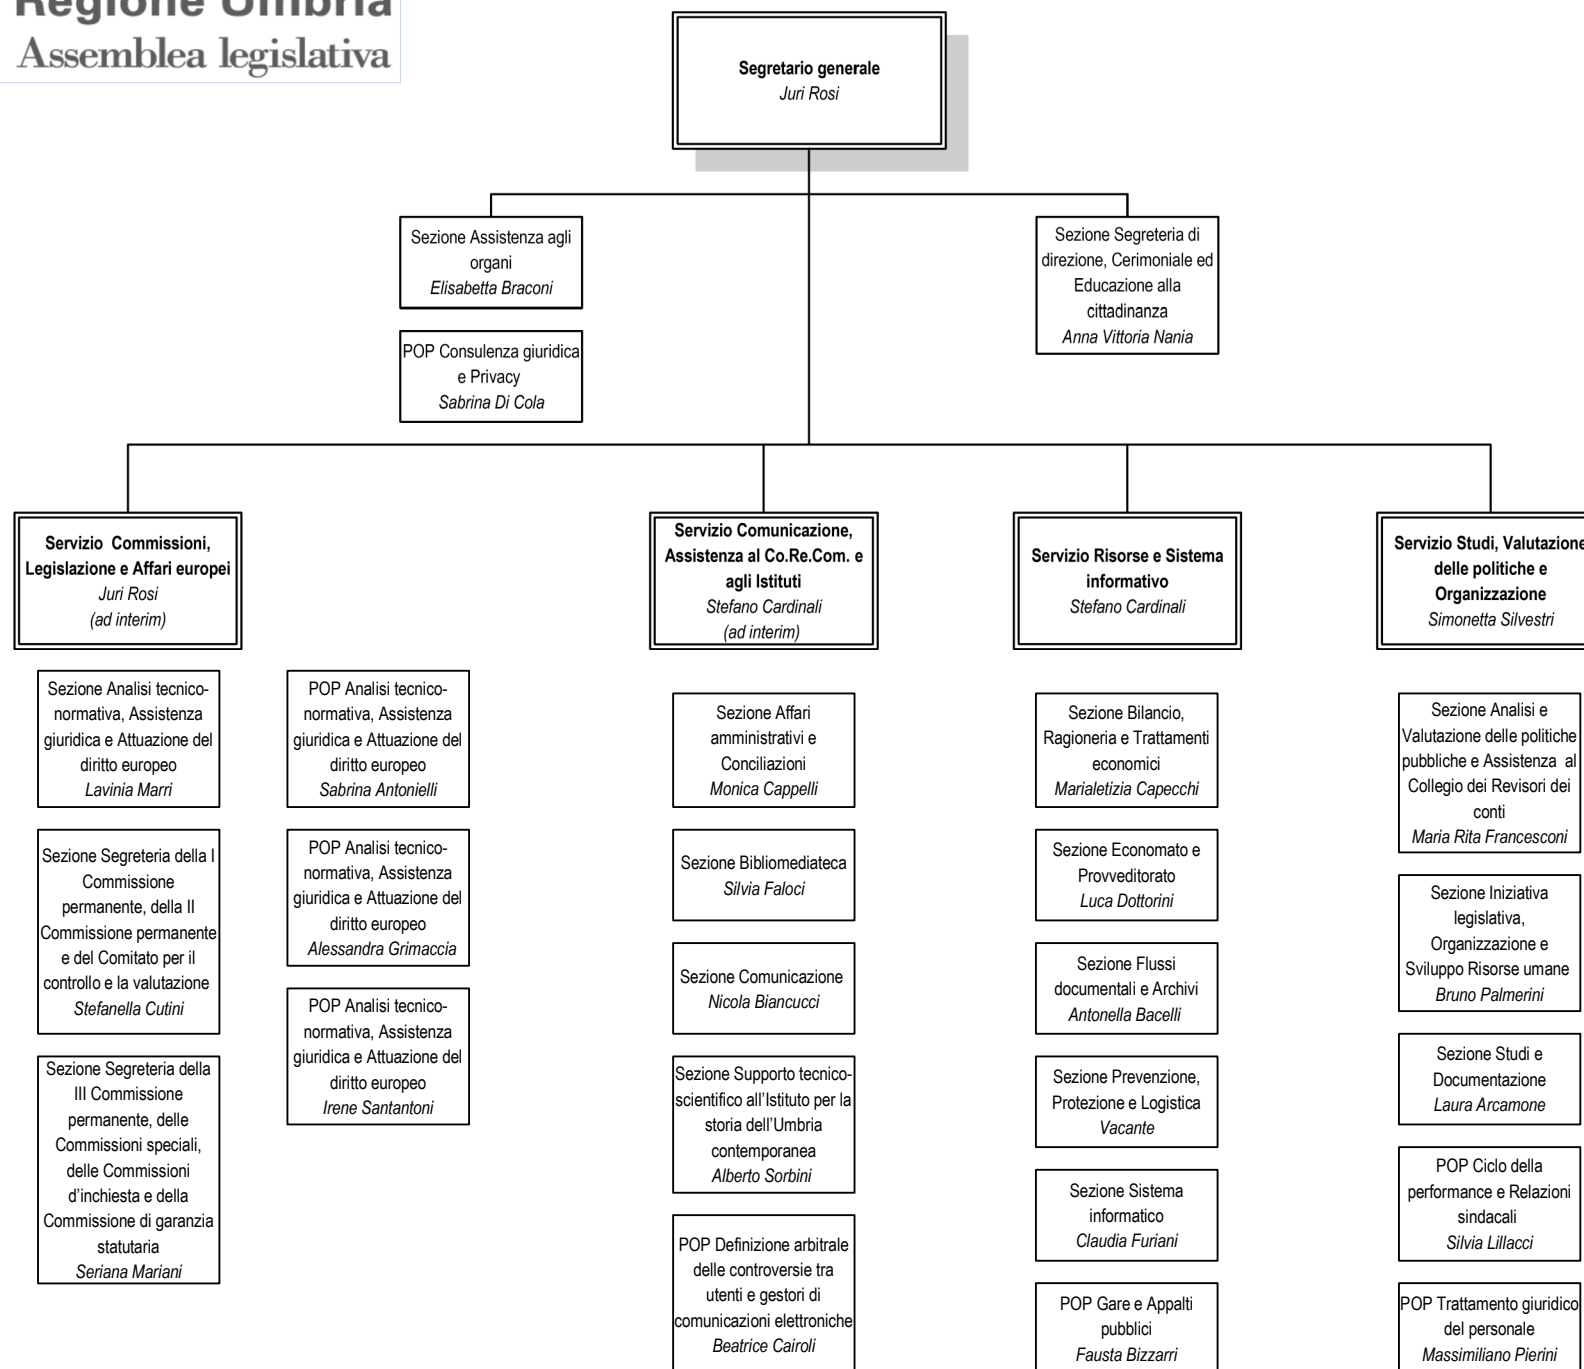 Regione Umbria
Assemblea legislativa
Segretario generale
Juri Rosi
Sezione Assistenza agli
organi
Elisabetta Braconi
POP Consulenza giuridica
e Privacy
Sabrina Di Cola
Sezione Segreteria di
direzione, Cerimoniale ed
Educazione alla
cittadinanza
Anna Vittoria Nania
Servizio Commissioni,
Legislazione e Affari europei
Juri Rosi
(ad interim)
Sezione Analisi tecnico-
normativa, Assistenza
giuridica e Attuazione del
diritto europeo
Lavinia Marri
Sezione Segreteria della I
Commissione
permanente, della II
Commissione permanente
e del Comitato per il
controllo e la valutazione
Stefanella Cutini
Sezione Segreteria della
III Commissione
permanente, delle
Commissioni speciali,
delle Commissioni
d'inchiesta e della
Commissione di garanzia
statutaria
Seriana Mariani
POP Analisi tecnico-
normativa, Assistenza
giuridica e Attuazione del
diritto europeo
Sabrina Antonielli
POP Analisi tecnico-
normativa, Assistenza
giuridica e Attuazione del
diritto europeo
Alessandra Grimaccia
POP Analisi tecnico-
normativa, Assistenza
giuridica e Attuazione del
diritto europeo
Irene Santantoni
Servizio Comunicazione,
Assistenza al Co.Re.Com. e
agli Istituti
Stefano Cardinali
(ad interim)
Sezione Affari
amministrativi e
Conciliazioni
Monica Cappelli
Sezione Bibliomediateca
Silvia Faloci
Sezione Comunicazione
Nicola Biancucci
Sezione Supporto tecnico-
scientifico all'Istituto per la
storia dell'Umbria
contemporanea
Alberto Sorbini
POP Definizione arbitrale
delle controversie tra
utenti e gestori di
comunicazioni elettroniche
Beatrice Cairoli
Servizio Risorse e Sistema
informativo
Stefano Cardinali
Sezione Bilancio,
Ragioneria e Trattamenti
economici
Marialetizia Capecchi
Sezione Economato e
Provveditorato
Luca Dottorini
Sezione Flussi
documentali e Archivi
Antonella Bacelli
Sezione Prevenzione,
Protezione e Logistica
Vacante
Sezione Sistema
informatico
Claudia Furiani
POP Gare e Appalti
pubblici
Fausta Bizzarri
Servizio Studi, Valutazione
delle politiche e
Organizzazione
Simonetta Silvestri
Sezione Analisi e
Valutazione delle politiche
pubbliche e Assistenza al
Collegio dei Revisori dei
conti
Maria Rita Francesconi
Sezione Iniziativa
legislativa,
Organizzazione e
Sviluppo Risorse umane
Bruno Palmerini
Sezione Studi e
Documentazione
Laura Arcamone
POP Ciclo della
performance e Relazioni
sindacali
Silvia Lillacci
POP Trattamento giuridico
del personale
Massimiliano Pierini